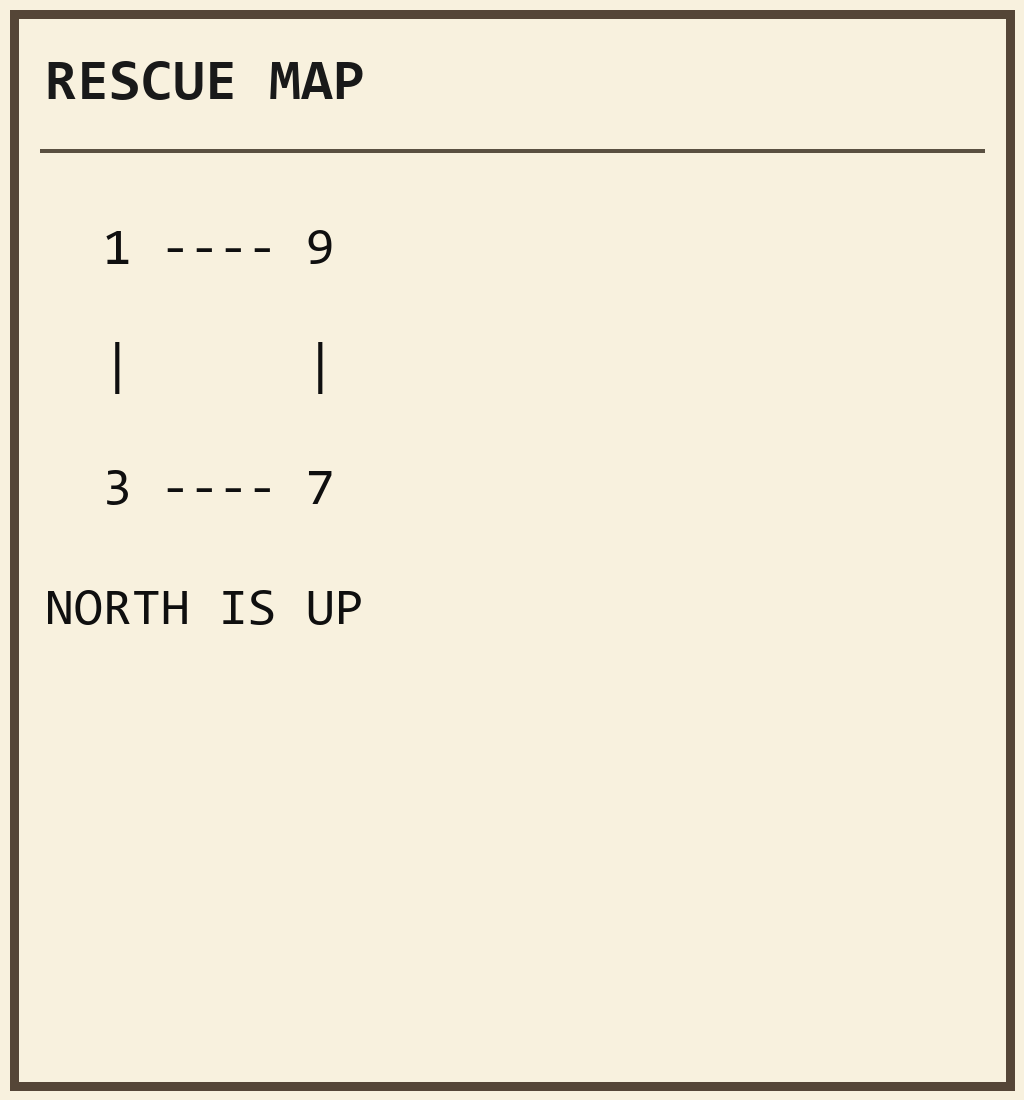 RESCUE MAP
1 ---- 9
|      |
3 ---- 7
NORTH IS UP